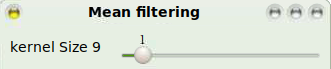 Mean filtering
1
kernel Size 9